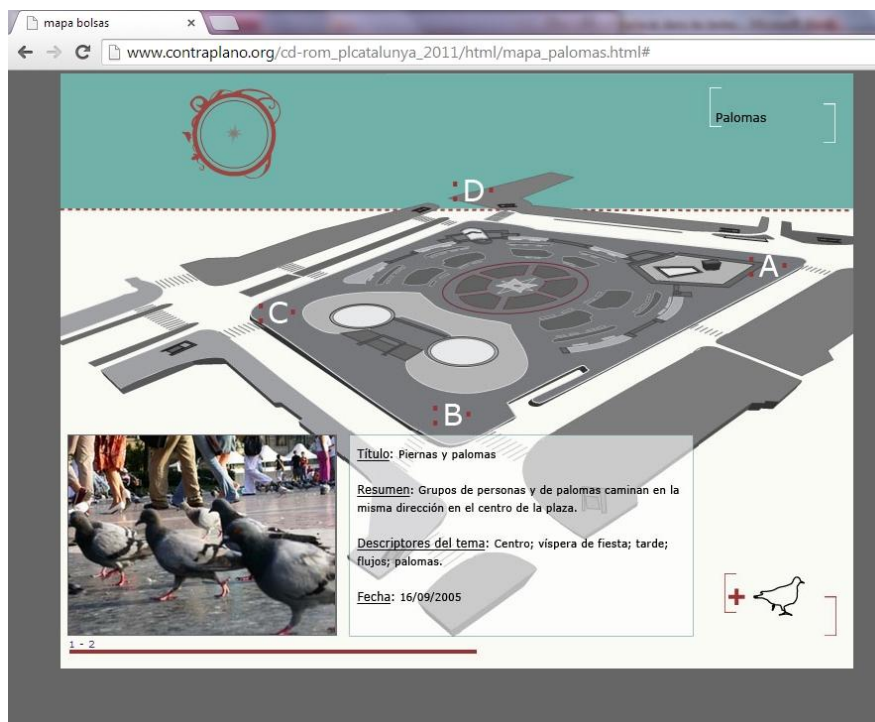 mapa bolsas
www.contraplano.org/cd-rom_plcatalunya_2011/html/mapa_palomas.html#
Palomas
D
A
C
B
Título: Piernas y palomas
Resumen: Grupos de personas y de palomas caminan en la
misma dirección en el centro de la plaza.
Descriptores del tema: Centro; víspera de fiesta; tarde;
flujos; palomas.
Fecha: 16/09/2005
+
1 - 2